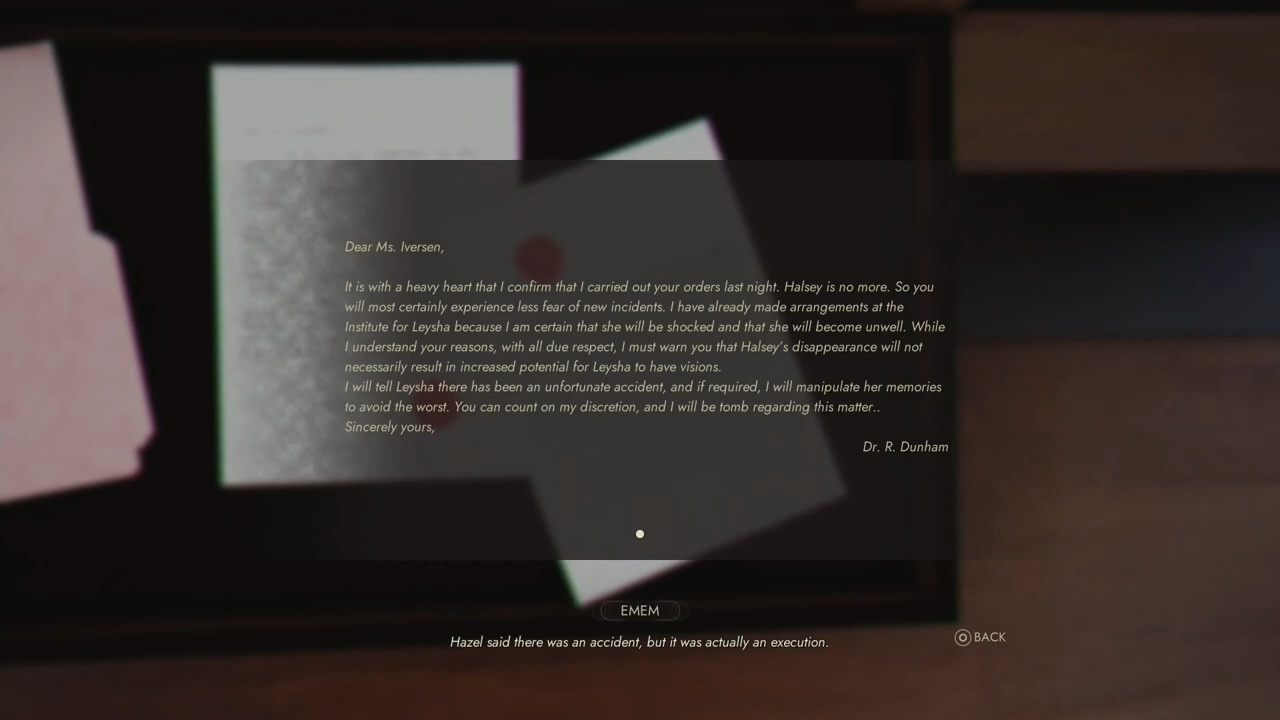 Dear Ms. Iversen,
It is with a heavy heart that I confirm that I carried out your orders last night. Halsey is no more. So you
will most certainly experience less fear of new incidents. I have already made arrangements at the
Institute for Leysha because I am certain that she will be shocked and that she will become unwell. While
I understand your reasons, with all due respect, I must warn you that Halsey's disappearance will not
necessarily result in increased potential for Leysha to have visions.
I will tell Leysha there has been an unfortunate accident, and if required, I will manipulate her memories
to avoid the worst. You can count on my discretion, and I will be tomb regarding this matter..
Sincerely yours,
Dr. R. Dunham
EMEM
Hazel said there was an accident, but it was actually an execution.
BACK